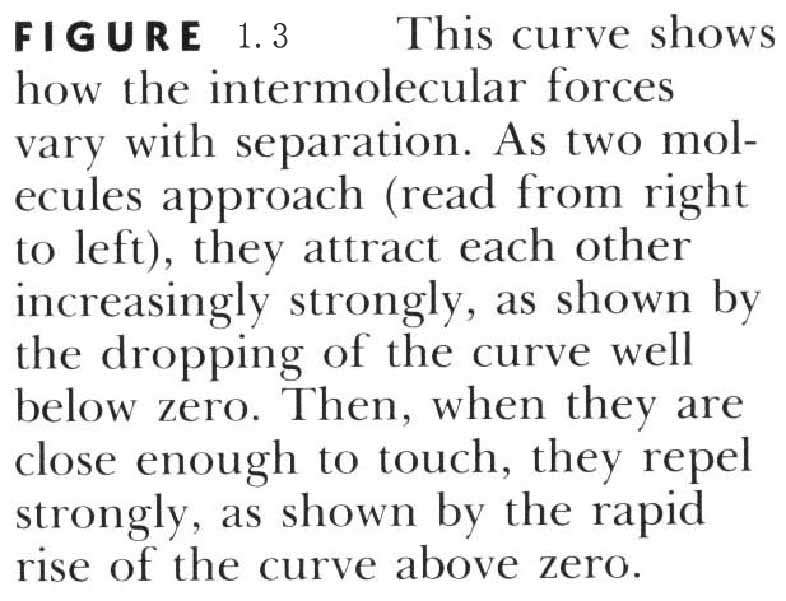 FIGURE 1.3 This curve shows
how the intermolecular forces
vary with separation. As two mol-
ecules approach (read from right
to left), they attract each other
increasingly strongly, as shown by
the dropping of the curve well
below zero. Then, when they are
close enough to touch, they repel
strongly, as shown by the rapid
rise of the curve above zero.